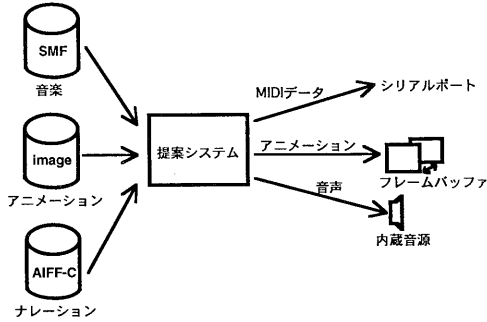 SMF
音楽
image
アニメーション
AIFF-C
ナレーション
提案システム
MIDIデータ
シリアルポート
アニメーション
フレームバッファ
音声
内蔵音源